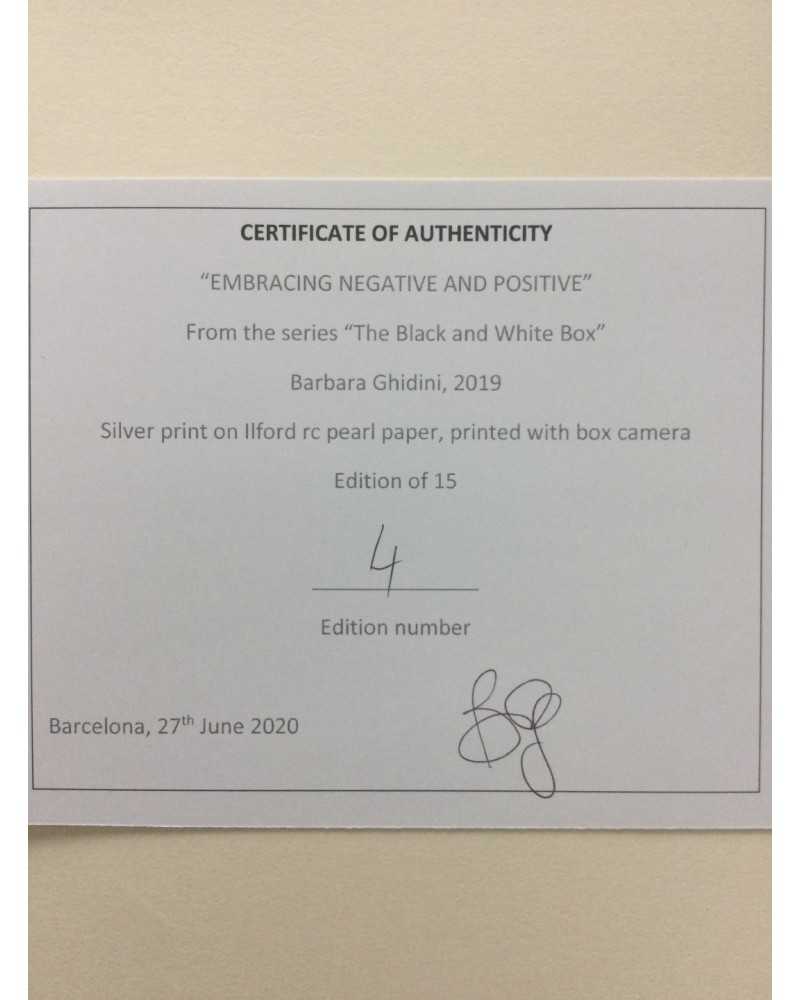 CERTIFICATE OF AUTHENTICITY
“EMBRACING NEGATIVE AND POSITIVE”
From the series “The Black and White Box”
Barbara Ghidini, 2019
Silver print on Ilford rc pearl paper, printed with box camera
Edition of 15
4
Edition number
Barcelona, 27th June 2020